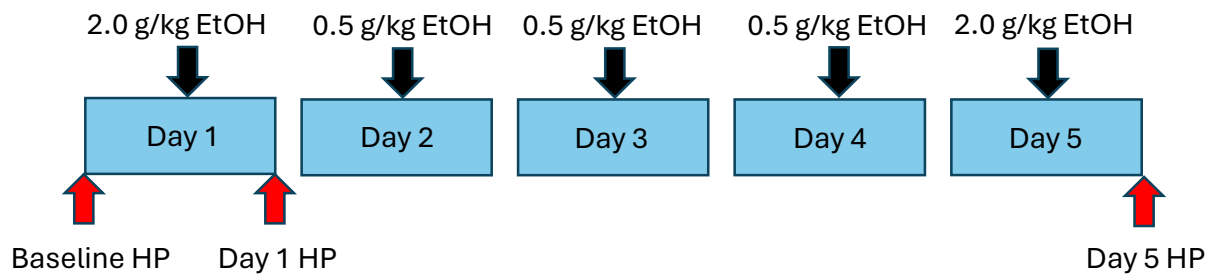 2.0 g/kg EtOH
0.5 g/kg EtOH
0.5 g/kg EtOH
0.5 g/kg EtOH
2.0 g/kg EtOH
Day 1
Day 2
Day 3
Day 4
Day 5
Baseline HP
Day 1 HP
Day 5 HP